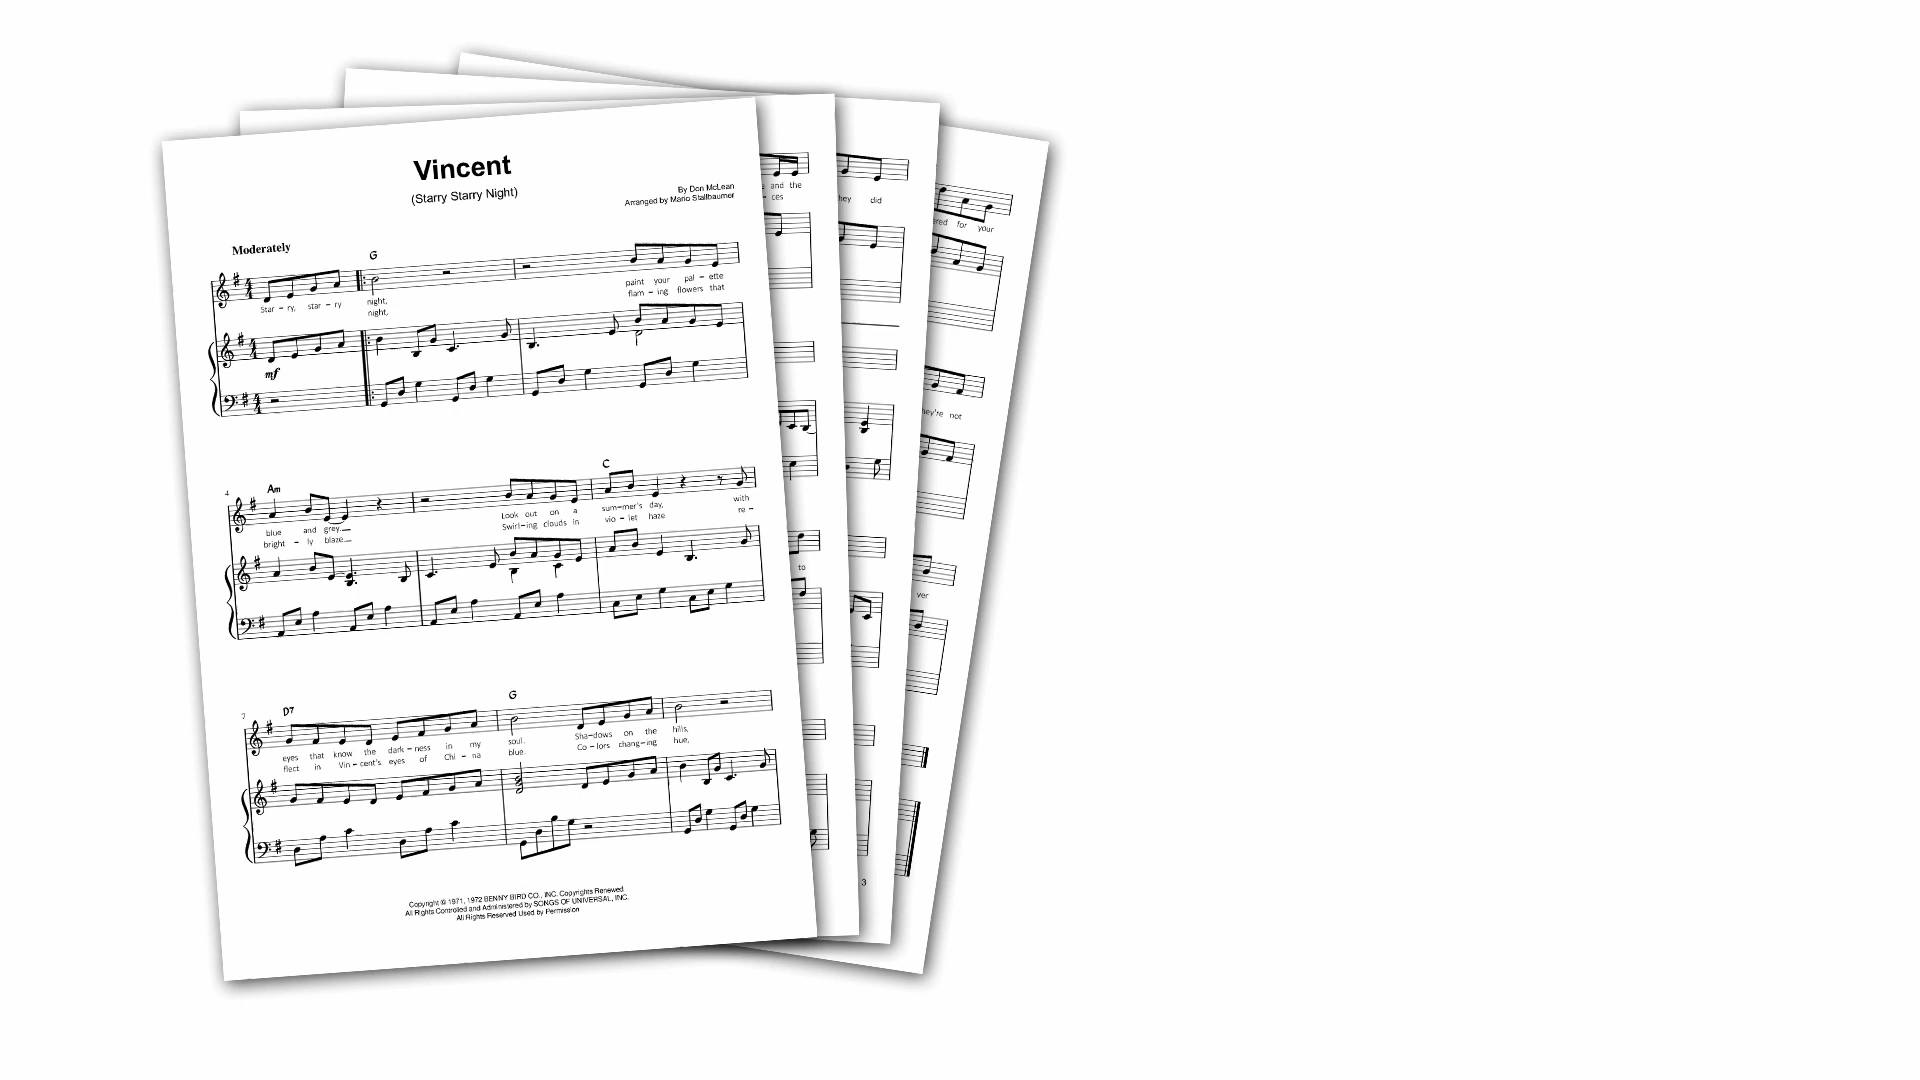 Vincent
(Starry Starry Night)
By Don McLean
Arranged by Mario Stallbaumer
Moderately
G
Star – ry, star – ry night, paint your pal – ette
night, flam – ing flowers that
mf
4
Am
C
blue and grey. Look out on a sum–mer's day, with
bright – ly blaze. Swirl–ing clouds in vio – let haze re –
7
D7
G
eyes that know the dark – ness in my soul. Sha–dows on the hills,
flect in Vin – cent's eyes of Chi – na blue. Co – lors chang–ing hue,
Copyright © 1971, 1972 BENNY BIRD CO., INC. Copyrights Renewed
All Rights Controlled and Administered by SONGS OF UNIVERSAL, INC.
All Rights Reserved Used by Permission
and the
– ces
to
did
3
for your
not
ver